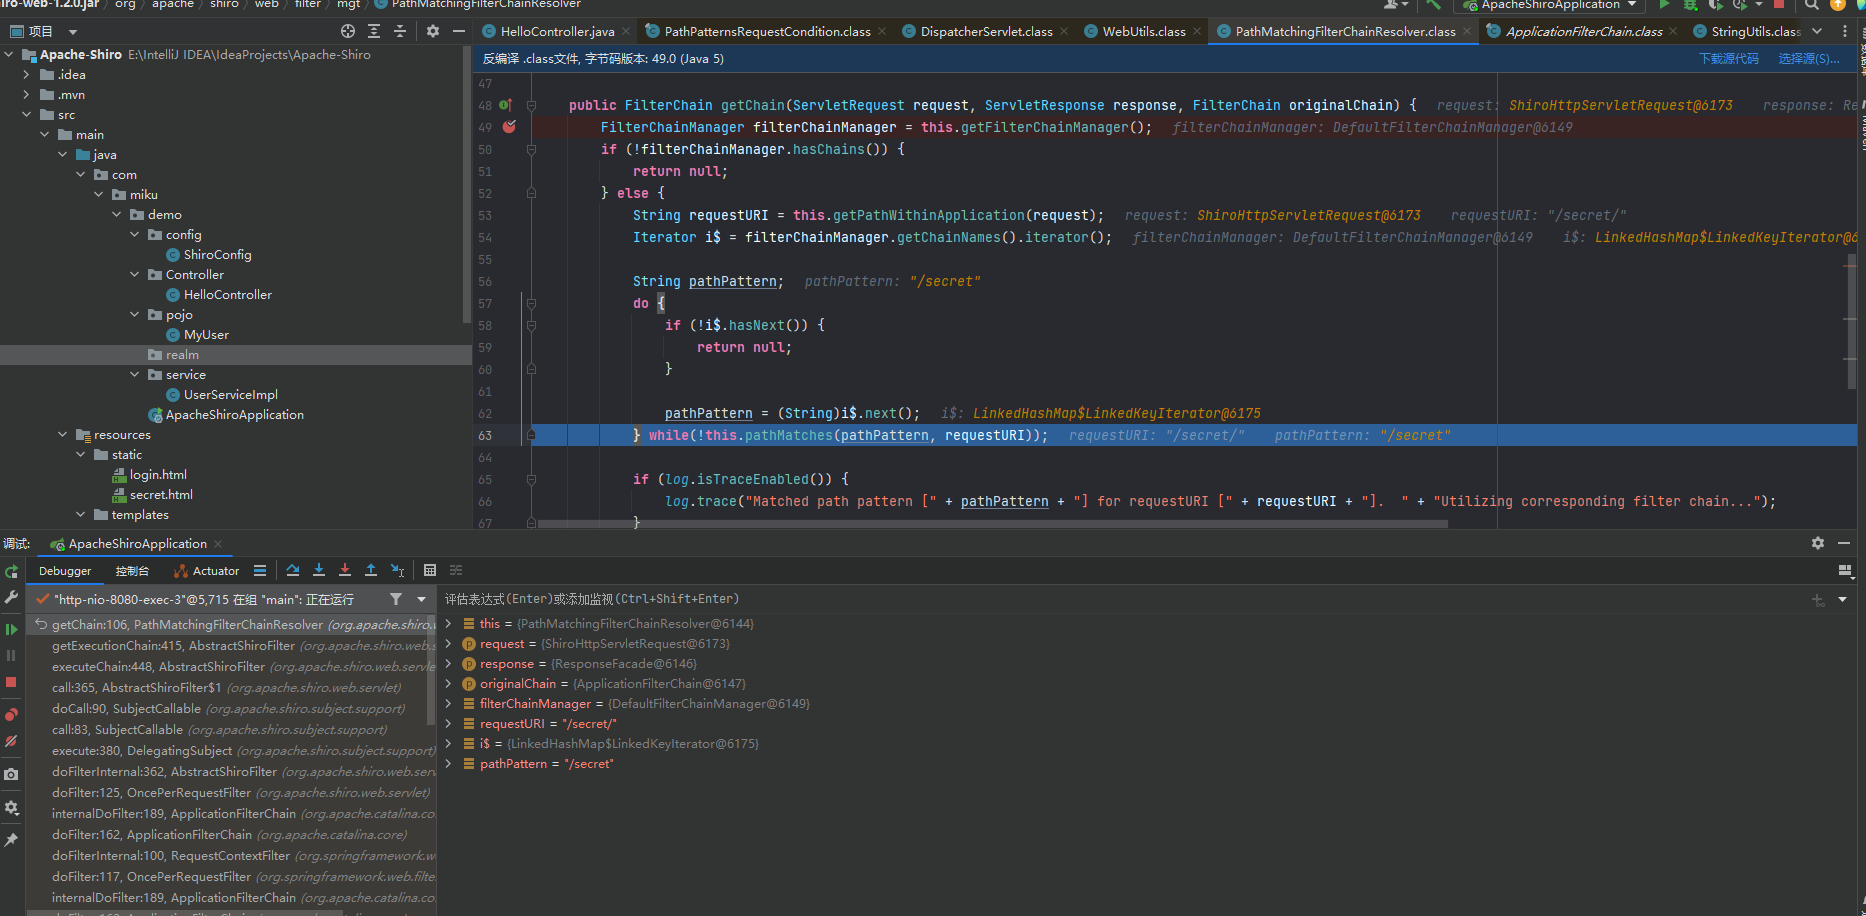 iro-web-1.2.0.jar › org › apache › shiro › web › filter › mgt › PathMatchingFilterChainResolver
ApacheShiroApplication
项目
HelloController.java
PathPatternsRequestCondition.class
DispatcherServlet.class
WebUtils.class
PathMatchingFilterChainResolver.class
ApplicationFilterChain.class
StringUtils.class
Apache-Shiro E:\IntelliJ IDEA\IdeaProjects\Apache-Shiro
.idea
.mvn
src
main
java
com
miku
demo
config
ShiroConfig
Controller
HelloController
pojo
MyUser
realm
service
UserServiceImpl
ApacheShiroApplication
resources
static
login.html
secret.html
templates
反编译 .class文件, 字节码版本: 49.0 (Java 5)
下载源代码 选择源(S)...
47
48 public FilterChain getChain(ServletRequest request, ServletResponse response, FilterChain originalChain) { request: ShiroHttpServletRequest@6173 response: Re
49 FilterChainManager filterChainManager = this.getFilterChainManager(); filterChainManager: DefaultFilterChainManager@6149
50 if (!filterChainManager.hasChains()) {
51 return null;
52 } else {
53 String requestURI = this.getPathWithinApplication(request); request: ShiroHttpServletRequest@6173 requestURI: "/secret/"
54 Iterator i$ = filterChainManager.getChainNames().iterator(); filterChainManager: DefaultFilterChainManager@6149 i$: LinkedHashMap$LinkedKeyIterator@6
55
56 String pathPattern; pathPattern: "/secret"
57 do {
58 if (!i$.hasNext()) {
59 return null;
60 }
61
62 pathPattern = (String)i$.next(); i$: LinkedHashMap$LinkedKeyIterator@6175
63 } while(!this.pathMatches(pathPattern, requestURI)); requestURI: "/secret/" pathPattern: "/secret"
64
65 if (log.isTraceEnabled()) {
66 log.trace("Matched path pattern [" + pathPattern + "] for requestURI [" + requestURI + "].  " + "Utilizing corresponding filter chain...");
67 }
调试: ApacheShiroApplication
Debugger 控制台 Actuator
"http-nio-8080-exec-3"@5,715 在组 "main": 正在运行
getChain:106, PathMatchingFilterChainResolver (org.apache.shiro.w
getExecutionChain:415, AbstractShiroFilter (org.apache.shiro.web.s
executeChain:448, AbstractShiroFilter (org.apache.shiro.web.servle
call:365, AbstractShiroFilter$1 (org.apache.shiro.web.servlet)
doCall:90, SubjectCallable (org.apache.shiro.subject.support)
call:83, SubjectCallable (org.apache.shiro.subject.support)
execute:380, DelegatingSubject (org.apache.shiro.subject.support)
doFilterInternal:362, AbstractShiroFilter (org.apache.shiro.web.serv
doFilter:125, OncePerRequestFilter (org.apache.shiro.web.servlet)
internalDoFilter:189, ApplicationFilterChain (org.apache.catalina.co
doFilter:162, ApplicationFilterChain (org.apache.catalina.core)
doFilterInternal:100, RequestContextFilter (org.springframework.w
doFilter:117, OncePerRequestFilter (org.springframework.web.filte
internalDoFilter:189, ApplicationFilterChain (org.apache.catalina.co
评估表达式(Enter)或添加监视(Ctrl+Shift+Enter)
this = {PathMatchingFilterChainResolver@6144}
request = {ShiroHttpServletRequest@6173}
response = {ResponseFacade@6146}
originalChain = {ApplicationFilterChain@6147}
filterChainManager = {DefaultFilterChainManager@6149}
requestURI = "/secret/"
i$ = {LinkedHashMap$LinkedKeyIterator@6175}
pathPattern = "/secret"